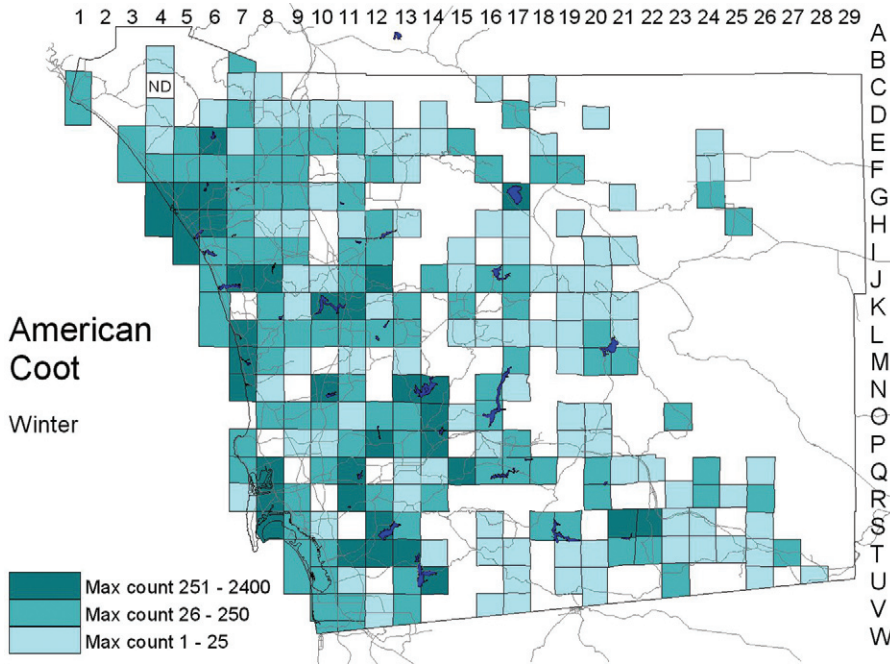 1 2 3 4 5 6 7 8 9 10 11 12 13 14 15 16 17 18 19 20 21 22 23 24 25 26 27 28 29
A
B
C
D
E
F
G
H
I
J
K
L
M
N
O
P
Q
R
S
T
U
V
W
ND
American
Coot
Winter
Max count 251 - 2400
Max count 26 - 250
Max count 1 - 25